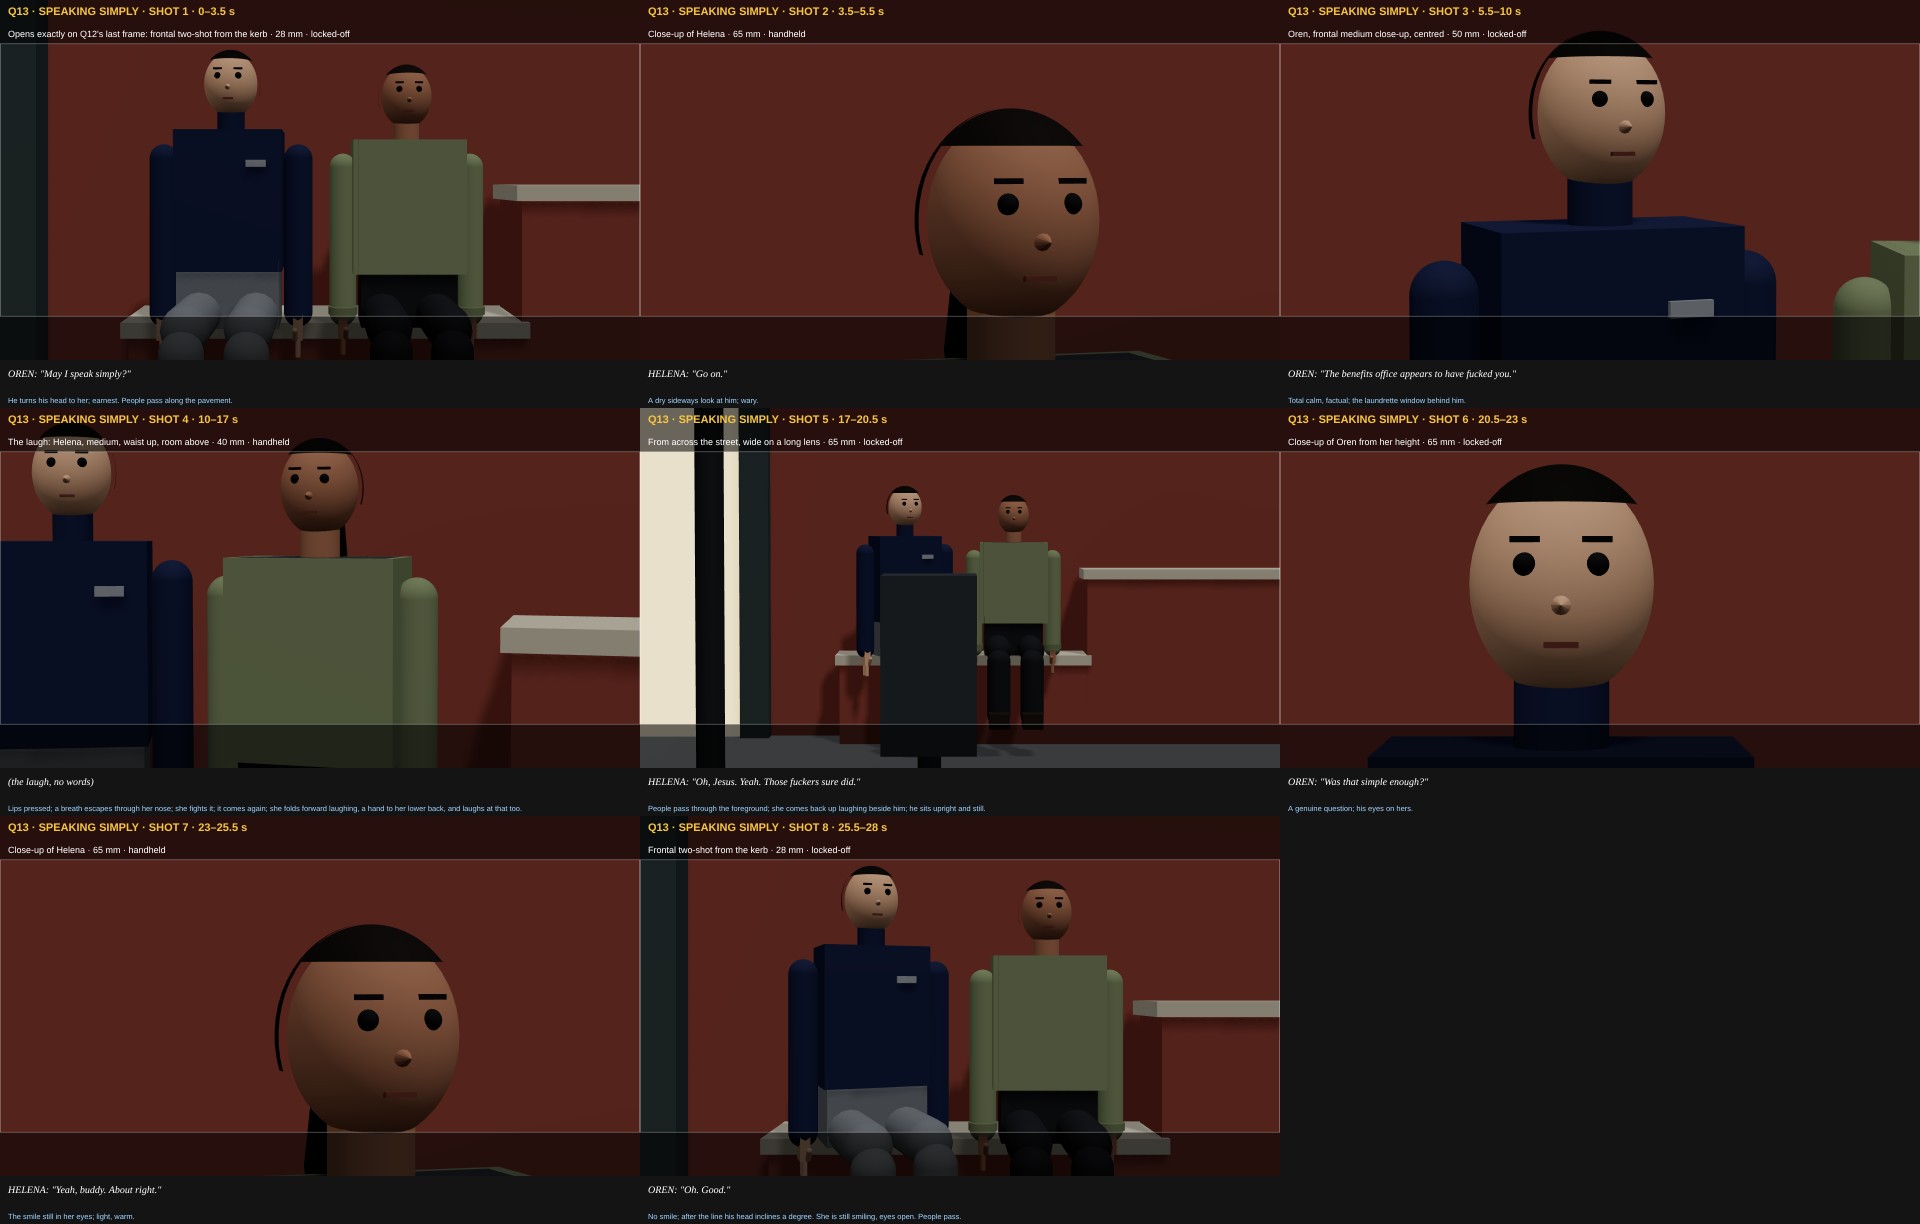 Q13 · SPEAKING SIMPLY · SHOT 1 · 0–3.5 s
Opens exactly on Q12's last frame: frontal two-shot from the kerb · 28 mm · locked-off
OREN: "May I speak simply?"
He turns his head to her; earnest. People pass along the pavement.
Q13 · SPEAKING SIMPLY · SHOT 2 · 3.5–5.5 s
Close-up of Helena · 65 mm · handheld
HELENA: "Go on."
A dry sideways look at him; wary.
Q13 · SPEAKING SIMPLY · SHOT 3 · 5.5–10 s
Oren, frontal medium close-up, centred · 50 mm · locked-off
OREN: "The benefits office appears to have fucked you."
Total calm, factual; the laundrette window behind him.
Q13 · SPEAKING SIMPLY · SHOT 4 · 10–17 s
The laugh: Helena, medium, waist up, room above · 40 mm · handheld
(the laugh, no words)
Lips pressed; a breath escapes through her nose; she fights it; it comes again; she folds forward laughing, a hand to her lower back, and laughs at that too.
Q13 · SPEAKING SIMPLY · SHOT 5 · 17–20.5 s
From across the street, wide on a long lens · 65 mm · locked-off
HELENA: "Oh, Jesus. Yeah. Those fuckers sure did."
People pass through the foreground; she comes back up laughing beside him; he sits upright and still.
Q13 · SPEAKING SIMPLY · SHOT 6 · 20.5–23 s
Close-up of Oren from her height · 65 mm · locked-off
OREN: "Was that simple enough?"
A genuine question; his eyes on hers.
Q13 · SPEAKING SIMPLY · SHOT 7 · 23–25.5 s
Close-up of Helena · 65 mm · handheld
HELENA: "Yeah, buddy. About right."
The smile still in her eyes; light, warm.
Q13 · SPEAKING SIMPLY · SHOT 8 · 25.5–28 s
Frontal two-shot from the kerb · 28 mm · locked-off
OREN: "Oh. Good."
No smile; after the line his head inclines a degree. She is still smiling, eyes open. People pass.